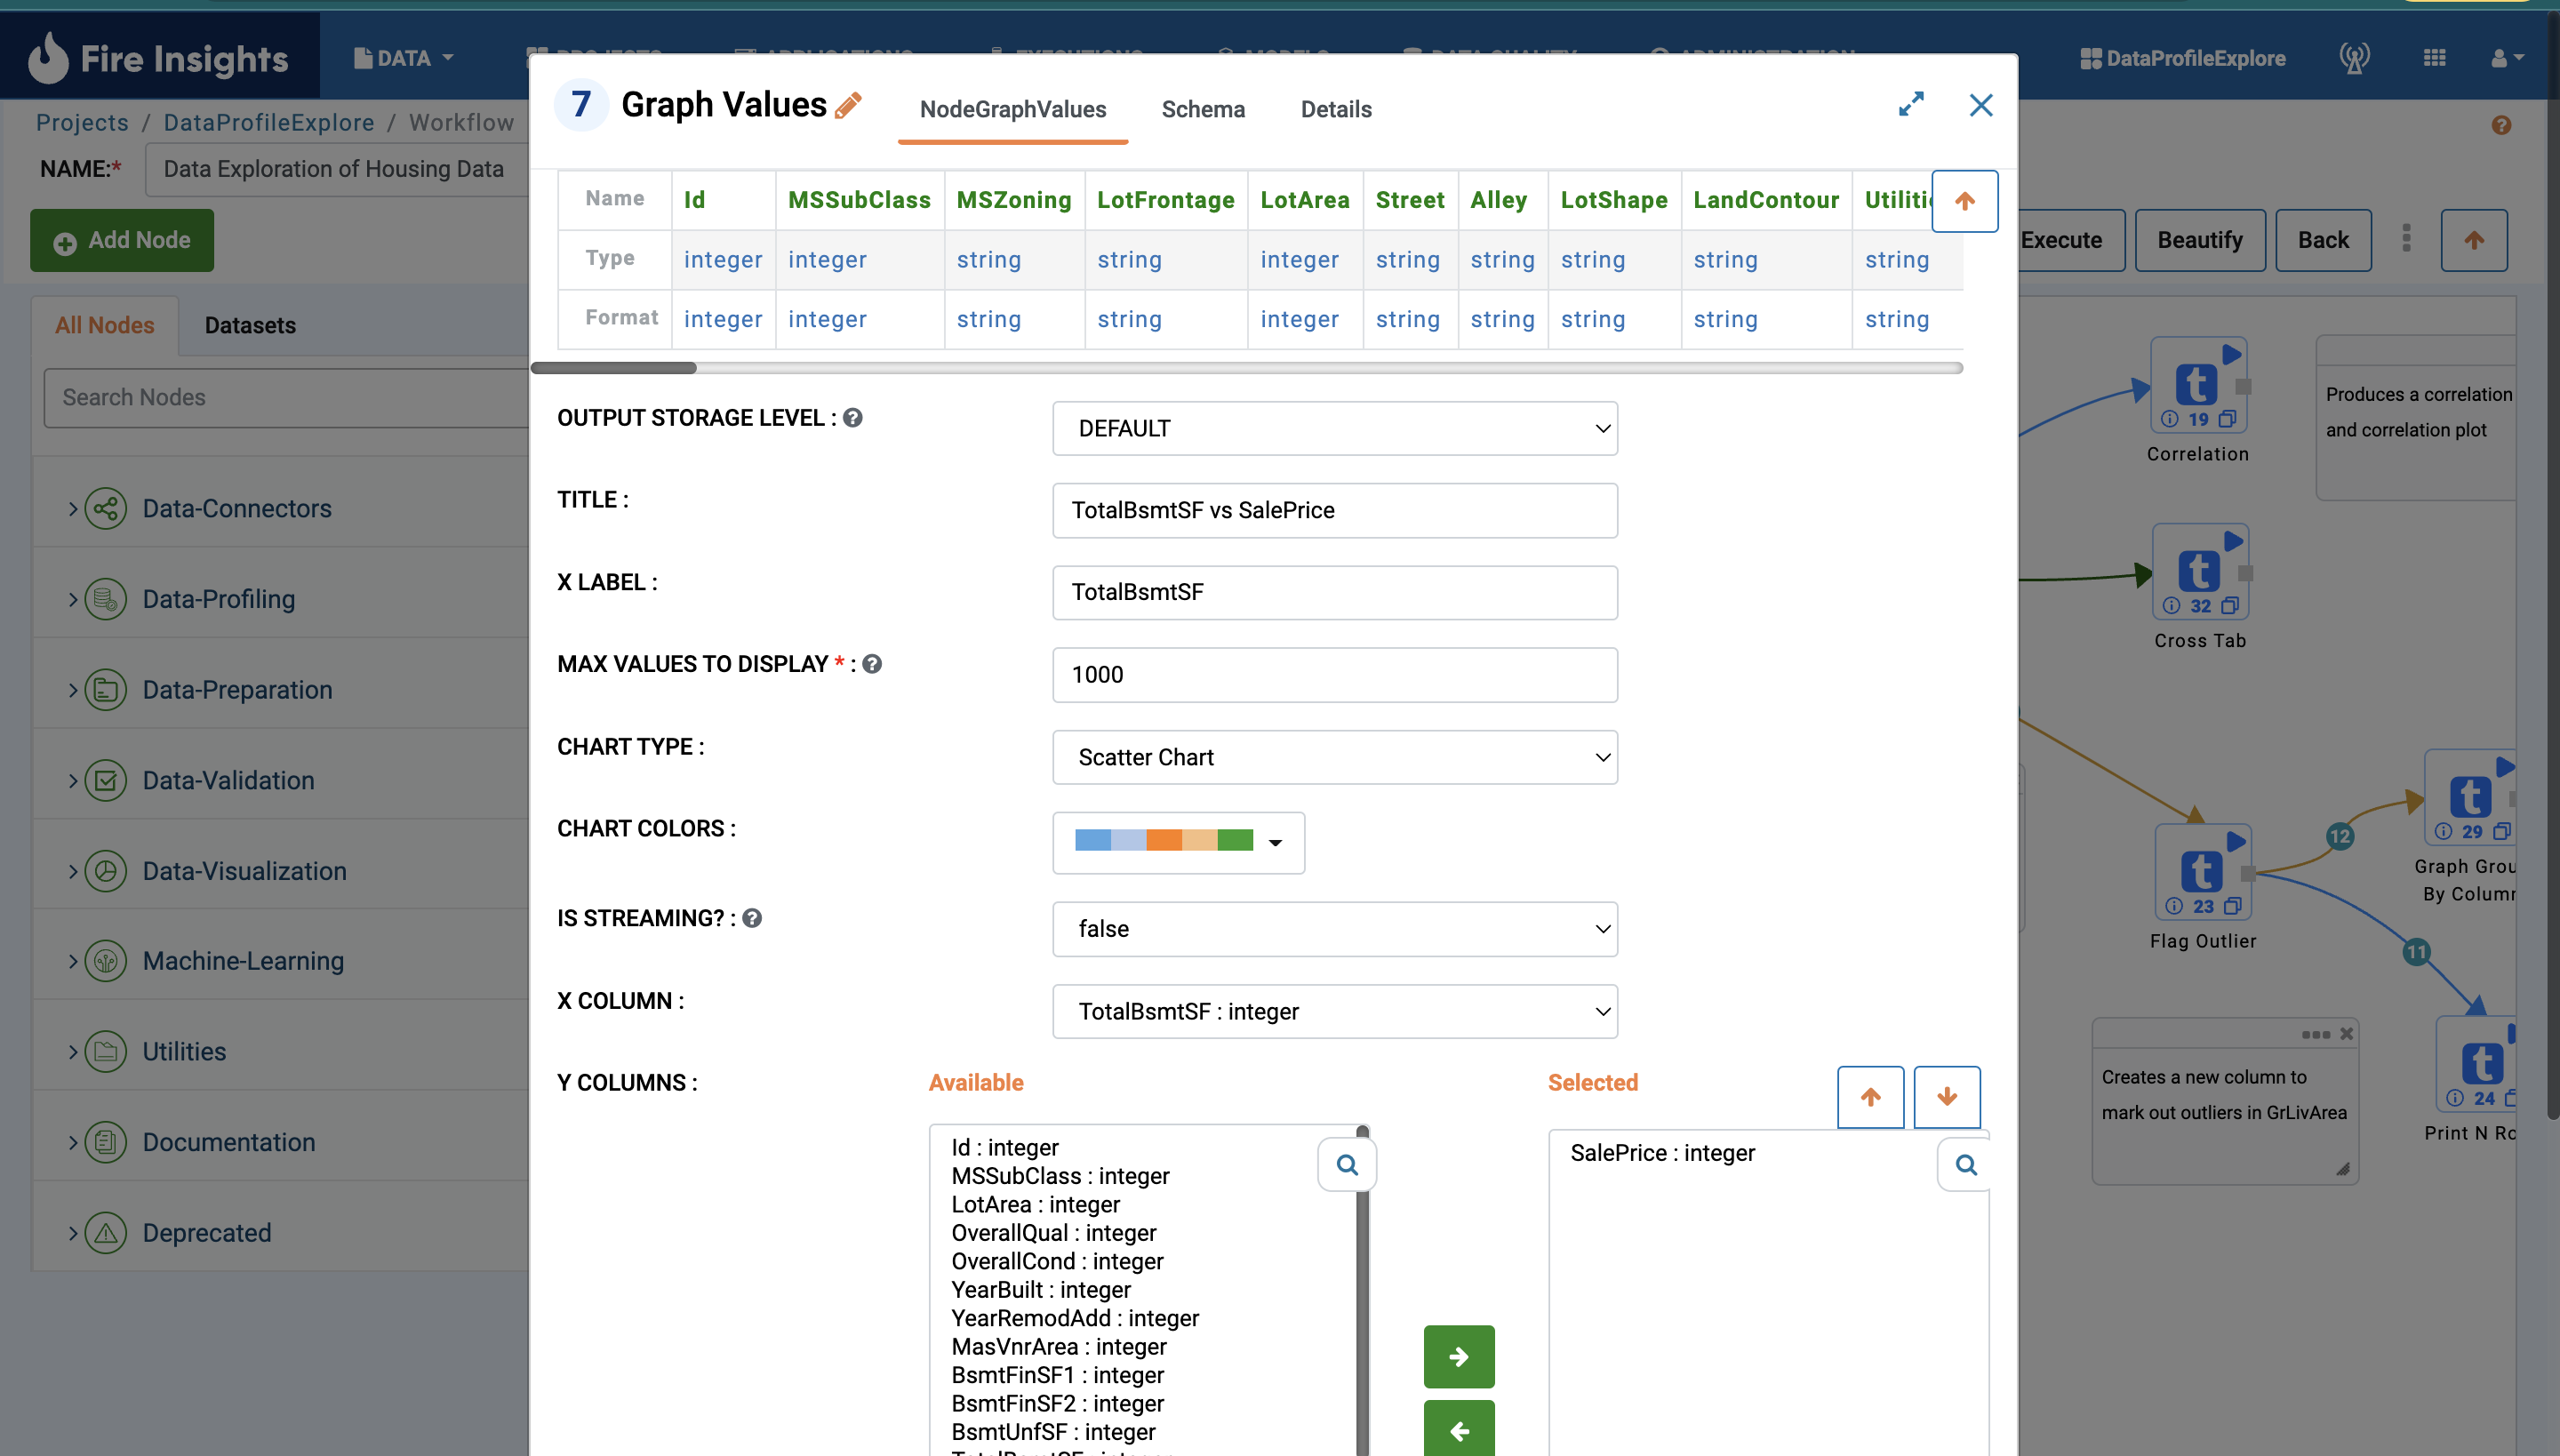 Fire Insights
DATA
DataProfileExplore
Projects / DataProfileExplore / Workflow
NAME:*
Data Exploration of Housing Data
Add Node
Execute
Beautify
Back
All Nodes
Datasets
Search Nodes
Data-Connectors
Data-Profiling
Data-Preparation
Data-Validation
Data-Visualization
Machine-Learning
Utilities
Documentation
Deprecated
7 Graph Values
NodeGraphValues
Schema
Details
Name Id MSSubClass MSZoning LotFrontage LotArea Street Alley LotShape LandContour
Type integer integer string string integer string string string string string
Format integer integer string string integer string string string string string
OUTPUT STORAGE LEVEL :
DEFAULT
TITLE :
TotalBsmtSF vs SalePrice
X LABEL :
TotalBsmtSF
MAX VALUES TO DISPLAY * :
1000
CHART TYPE :
Scatter Chart
CHART COLORS :
IS STREAMING? :
false
X COLUMN :
TotalBsmtSF : integer
Y COLUMNS :
Available
Selected
Id : integer
MSSubClass : integer
LotArea : integer
OverallQual : integer
OverallCond : integer
YearBuilt : integer
YearRemodAdd : integer
MasVnrArea : integer
BsmtFinSF1 : integer
BsmtFinSF2 : integer
BsmtUnfSF : integer
SalePrice : integer
19
Correlation
Produces a correlation
and correlation plot
32
Cross Tab
12
29
Graph
By
23
Flag Outlier
11
Creates a new column to
mark out outliers in GrLivArea
24
Print N